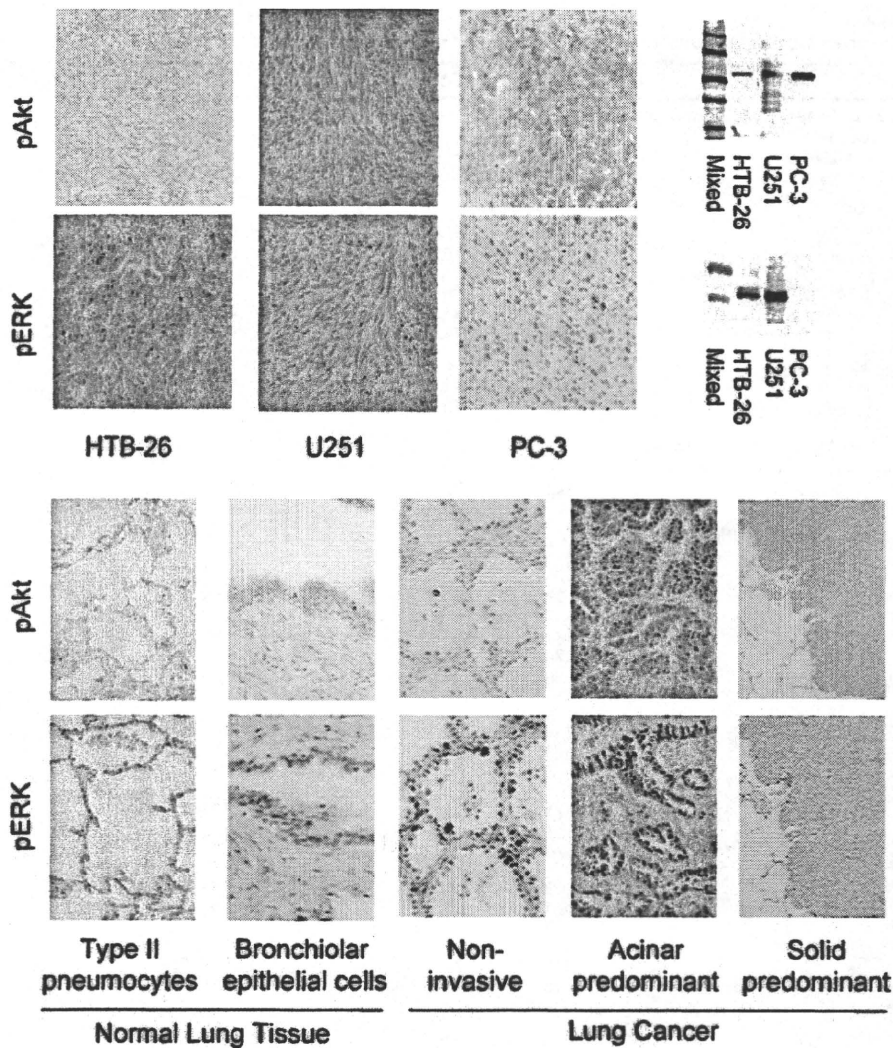 pAkt
pERK
HTB-26
U251
PC-3
Mixed
HTB-26
U251
PC-3
Mixed
HTB-26
U251
PC-3
pAkt
pERK
Type II
pneumocytes
Bronchiolar
epithelial cells
Non-
invasive
Acinar
predominant
Solid
predominant
Normal Lung Tissue
Lung Cancer